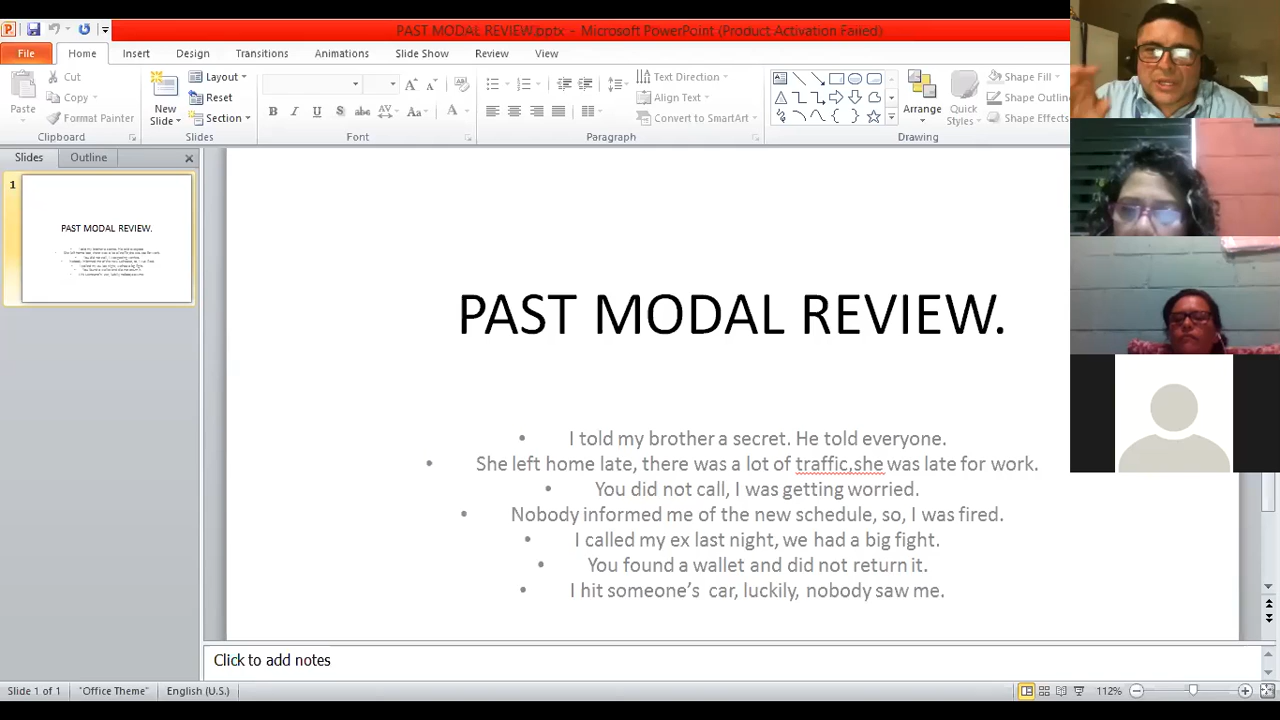 PAST MODAL REVIEW.pptx - Microsoft PowerPoint (Product Activation Failed)
File Home Insert Design Transitions Animations Slide Show Review View
Cut Layout Text Direction Shape Fill
Copy Reset Align Text Shape Outlin
Paste Format Painter New Slide Section Convert to SmartArt Arrange Quick Styles Shape Effects
Clipboard Slides Font Paragraph Drawing
Slides Outline
1
PAST MODAL REVIEW.
PAST MODAL REVIEW.
• I told my brother a secret. He told everyone.
• She left home late, there was a lot of traffic,she was late for work.
• You did not call, I was getting worried.
• Nobody informed me of the new schedule, so, I was fired.
• I called my ex last night, we had a big fight.
• You found a wallet and did not return it.
• I hit someone’s car, luckily, nobody saw me.
Click to add notes
Slide 1 of 1 "Office Theme" English (U.S.) 112%